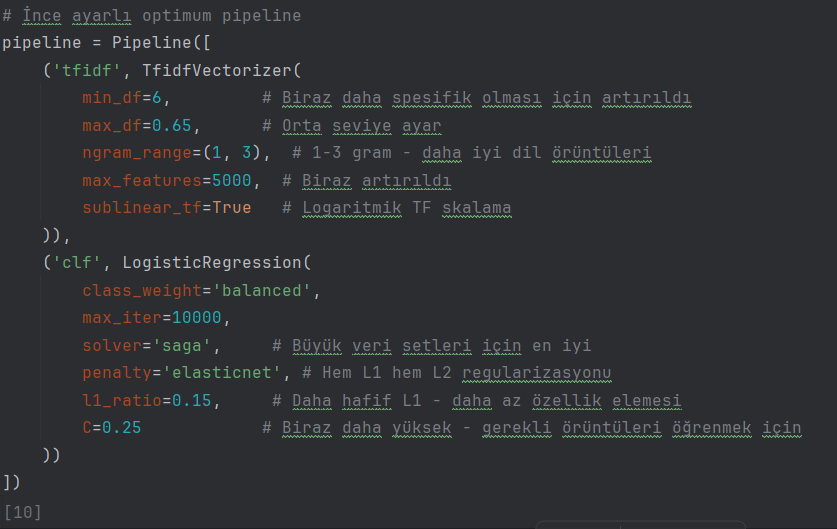 # İnce ayarlı optimum pipeline
pipeline = Pipeline([
    ('tfidf', TfidfVectorizer(
        min_df=6,         # Biraz daha spesifik olması için artırıldı
        max_df=0.65,      # Orta seviye ayar
        ngram_range=(1, 3),  # 1-3 gram - daha iyi dil örüntüleri
        max_features=5000,  # Biraz artırıldı
        sublinear_tf=True   # Logaritmik TF skalama
    )),
    ('clf', LogisticRegression(
        class_weight='balanced',
        max_iter=10000,
        solver='saga',     # Büyük veri setleri için en iyi
        penalty='elasticnet', # Hem L1 hem L2 regularizasyonu
        l1_ratio=0.15,     # Daha hafif L1 - daha az özellik elemesi
        C=0.25            # Biraz daha yüksek - gerekli örüntüleri öğrenmek için
    ))
])
[10]